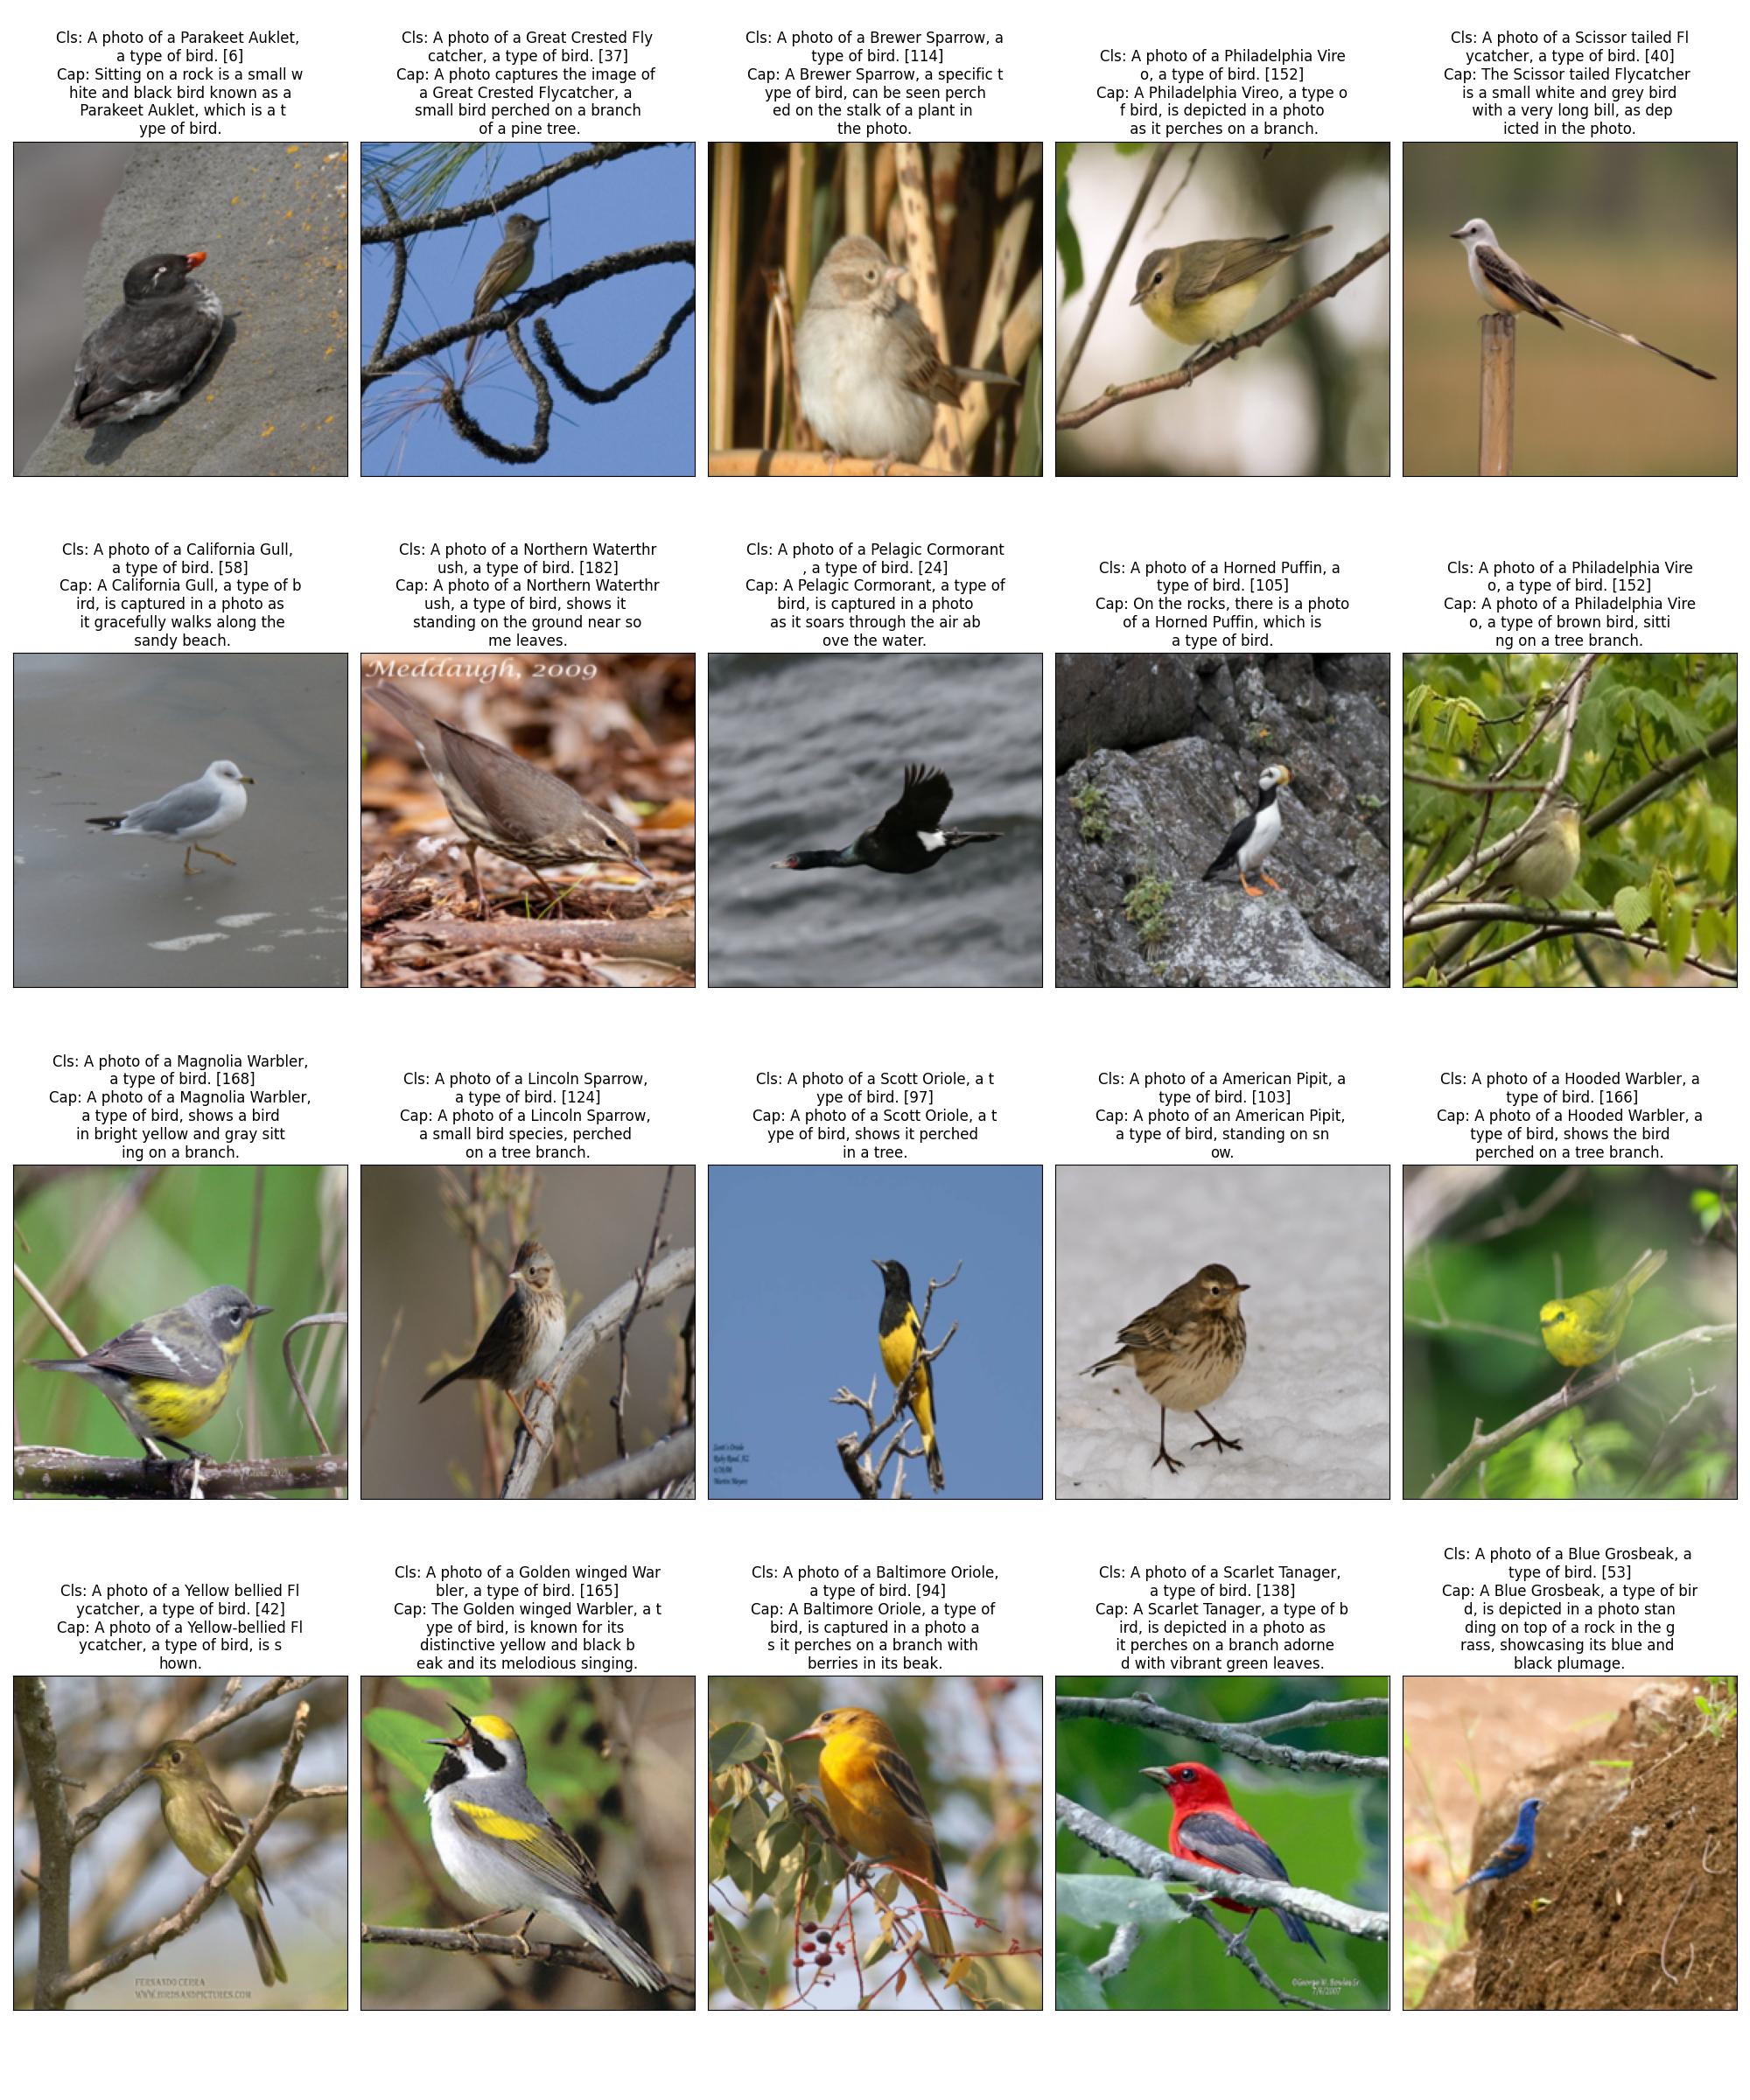 Cls: A photo of a Parakeet Auklet,
a type of bird. [6]
Cap: Sitting on a rock is a small w
hite and black bird known as a
Parakeet Auklet, which is a t
ype of bird.
Cls: A photo of a Great Crested Fly
catcher, a type of bird. [37]
Cap: A photo captures the image of
a Great Crested Flycatcher, a
small bird perched on a branch
of a pine tree.
Cls: A photo of a Brewer Sparrow, a
type of bird. [114]
Cap: A Brewer Sparrow, a specific t
ype of bird, can be seen perch
ed on the stalk of a plant in
the photo.
Cls: A photo of a Philadelphia Vire
o, a type of bird. [152]
Cap: A Philadelphia Vireo, a type o
f bird, is depicted in a photo
as it perches on a branch.
Cls: A photo of a Scissor tailed Fl
ycatcher, a type of bird. [40]
Cap: The Scissor tailed Flycatcher
is a small white and grey bird
with a very long bill, as dep
icted in the photo.
Cls: A photo of a California Gull,
a type of bird. [58]
Cap: A California Gull, a type of b
ird, is captured in a photo as
it gracefully walks along the
sandy beach.
Cls: A photo of a Northern Waterthr
ush, a type of bird. [182]
Cap: A photo of a Northern Waterthr
ush, a type of bird, shows it
standing on the ground near so
me leaves.
Meddaugh, 2009
Cls: A photo of a Pelagic Cormorant
, a type of bird. [24]
Cap: A Pelagic Cormorant, a type of
bird, is captured in a photo
as it soars through the air ab
ove the water.
Cls: A photo of a Horned Puffin, a
type of bird. [105]
Cap: On the rocks, there is a photo
of a Horned Puffin, which is
a type of bird.
Cls: A photo of a Philadelphia Vire
o, a type of bird. [152]
Cap: A photo of a Philadelphia Vire
o, a type of brown bird, sitti
ng on a tree branch.
Cls: A photo of a Magnolia Warbler,
a type of bird. [168]
Cap: A photo of a Magnolia Warbler,
a type of bird, shows a bird
in bright yellow and gray sitt
ing on a branch.
Cls: A photo of a Lincoln Sparrow,
a type of bird. [124]
Cap: A photo of a Lincoln Sparrow,
a small bird species, perched
on a tree branch.
Cls: A photo of a Scott Oriole, a t
ype of bird. [97]
Cap: A photo of a Scott Oriole, a t
ype of bird, shows it perched
in a tree.
Scott's Oriole
Cls: A photo of a American Pipit, a
type of bird. [103]
Cap: A photo of an American Pipit,
a type of bird, standing on sn
ow.
Cls: A photo of a Hooded Warbler, a
type of bird. [166]
Cap: A photo of a Hooded Warbler, a
type of bird, shows the bird
perched on a tree branch.
Cls: A photo of a Yellow bellied Fl
ycatcher, a type of bird. [42]
Cap: A photo of a Yellow-bellied Fl
ycatcher, a type of bird, is s
hown.
FERNANDO CERRA
WWW.BIRDSANDPICTURES.COM
Cls: A photo of a Golden winged War
bler, a type of bird. [165]
Cap: The Golden winged Warbler, a t
ype of bird, is known for its
distinctive yellow and black b
eak and its melodious singing.
Cls: A photo of a Baltimore Oriole,
a type of bird. [94]
Cap: A Baltimore Oriole, a type of
bird, is captured in a photo a
s it perches on a branch with
berries in its beak.
Cls: A photo of a Scarlet Tanager,
a type of bird. [138]
Cap: A Scarlet Tanager, a type of b
ird, is depicted in a photo as
it perches on a branch adorne
d with vibrant green leaves.
©George W. Bowles Sr
7/6/2007
Cls: A photo of a Blue Grosbeak, a
type of bird. [53]
Cap: A Blue Grosbeak, a type of bir
d, is depicted in a photo stan
ding on top of a rock in the g
rass, showcasing its blue and
black plumage.